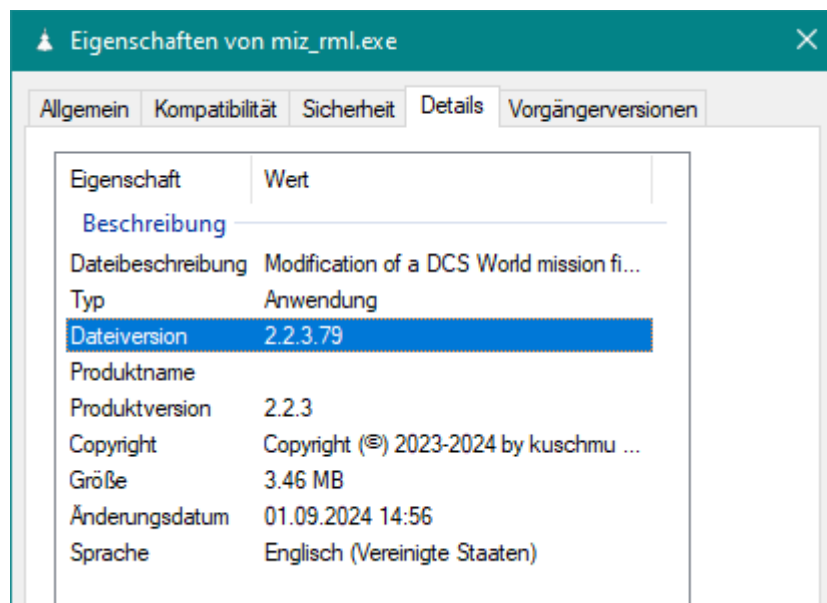 Eigenschaften von miz_rml.exe
Allgemein Kompatibilität Sicherheit Details Vorgängerversionen
Eigenschaft Wert
Beschreibung
Dateibeschreibung Modification of a DCS World mission fi...
Typ Anwendung
Dateiversion 2.2.3.79
Produktname
Produktversion 2.2.3
Copyright Copyright (©) 2023-2024 by kuschmu ...
Größe 3.46 MB
Änderungsdatum 01.09.2024 14:56
Sprache Englisch (Vereinigte Staaten)